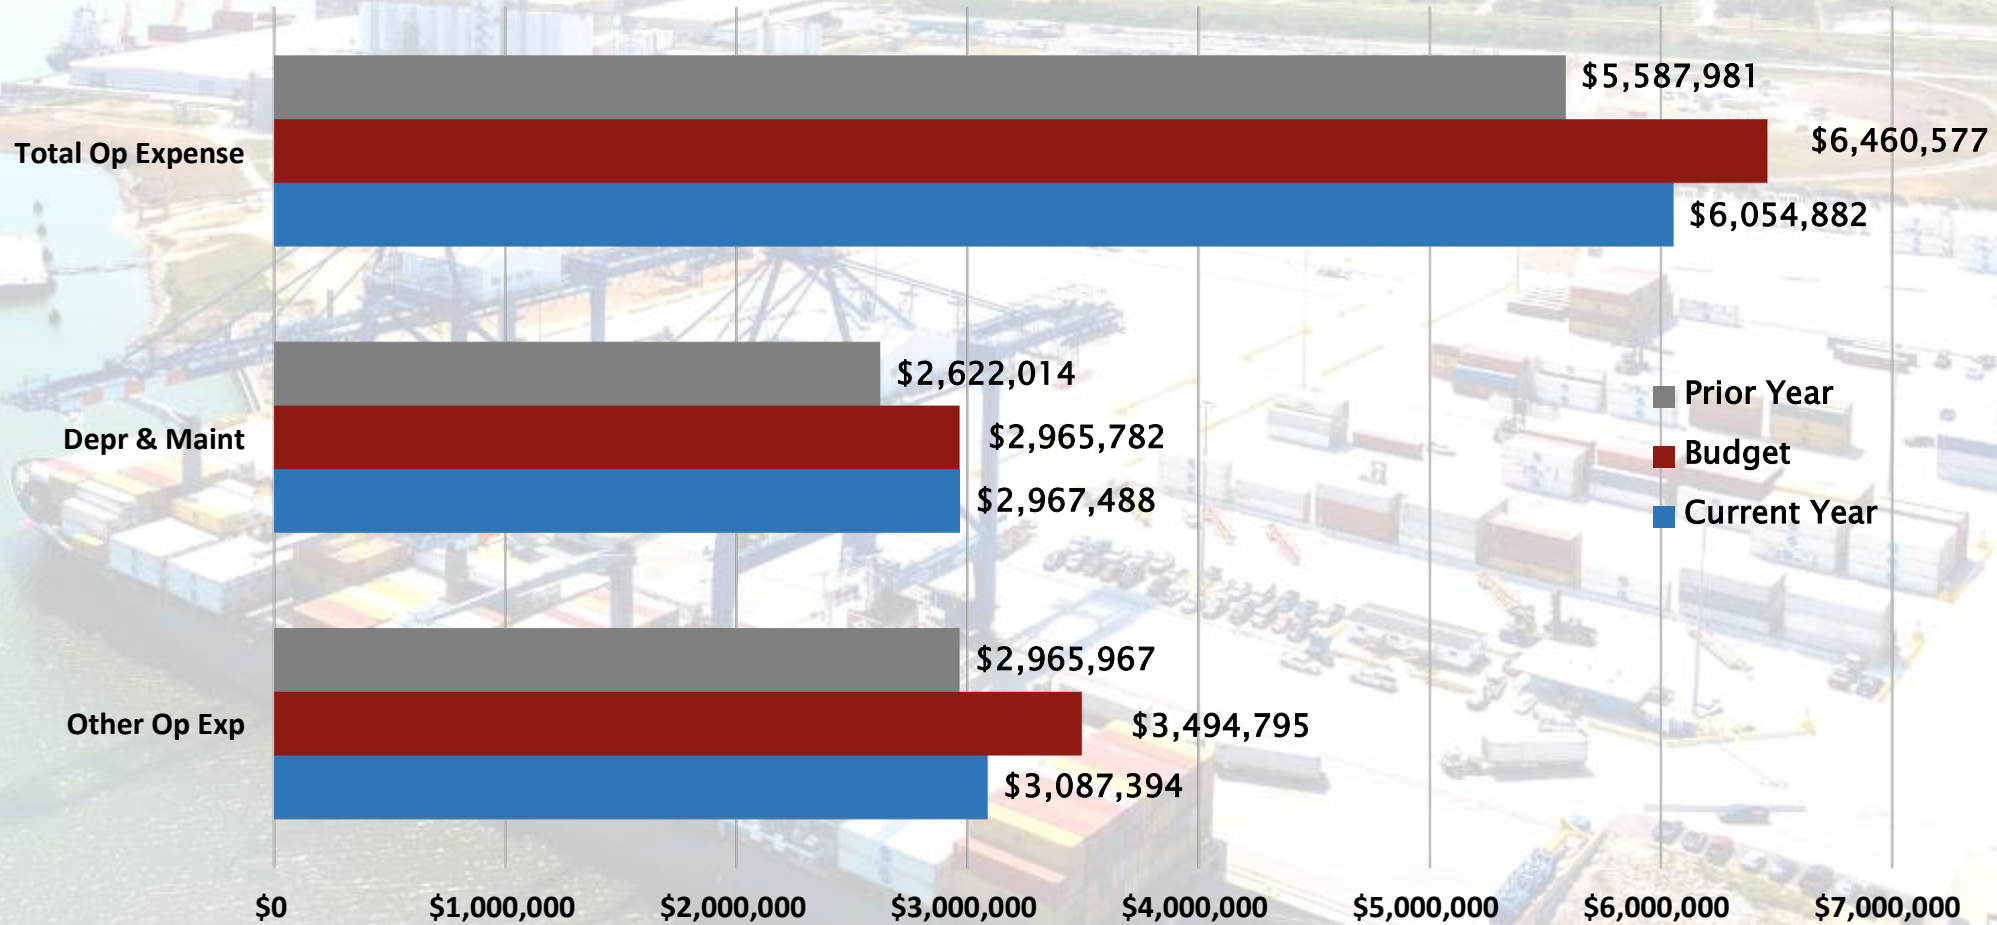 $5,587,981
Total Op Expense
$6,460,577
$6,054,882
$2,622,014
Depr & Maint
$2,965,782
$2,967,488
Prior Year
Budget
Current Year
$2,965,967
Other Op Exp
$3,494,795
$3,087,394
$0 $1,000,000 $2,000,000 $3,000,000 $4,000,000 $5,000,000 $6,000,000 $7,000,000